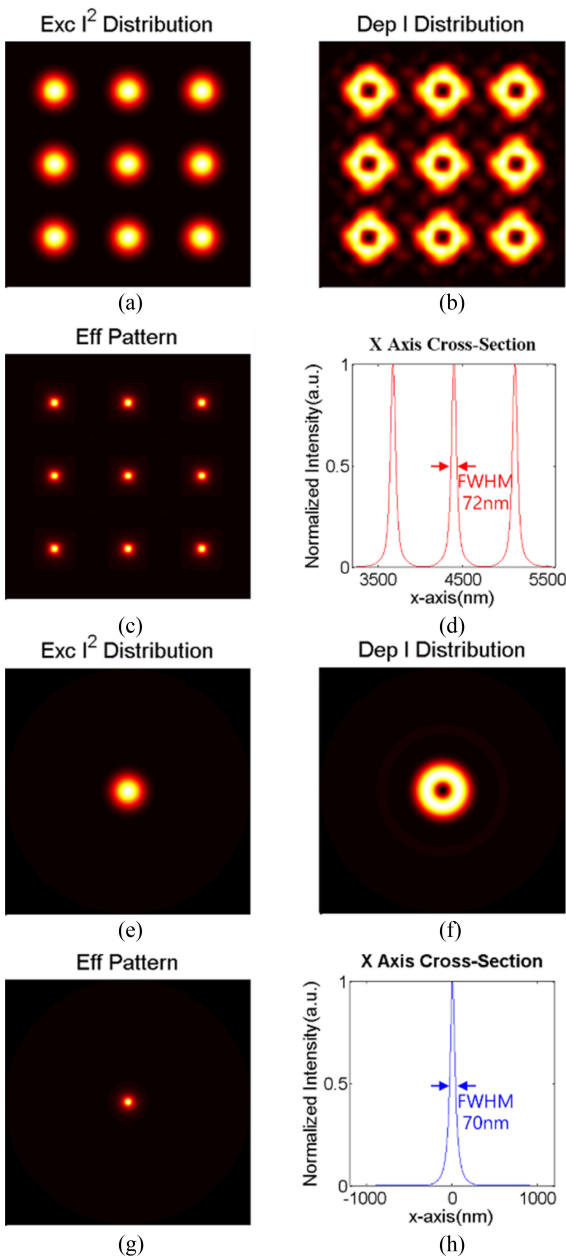 Exc I² Distribution
Dep I Distribution
(a)
(b)
Eff Pattern
X Axis Cross-Section
Normalized Intensity(a.u.)
1
0.5
0
FWHM
72nm
3500
4500
5500
x-axis(nm)
(c)
(d)
Exc I² Distribution
Dep I Distribution
(e)
(f)
Eff Pattern
X Axis Cross-Section
Normalized Intensity(a.u.)
1
0.5
0
FWHM
70nm
-1000
0
1000
x-axis(nm)
(g)
(h)